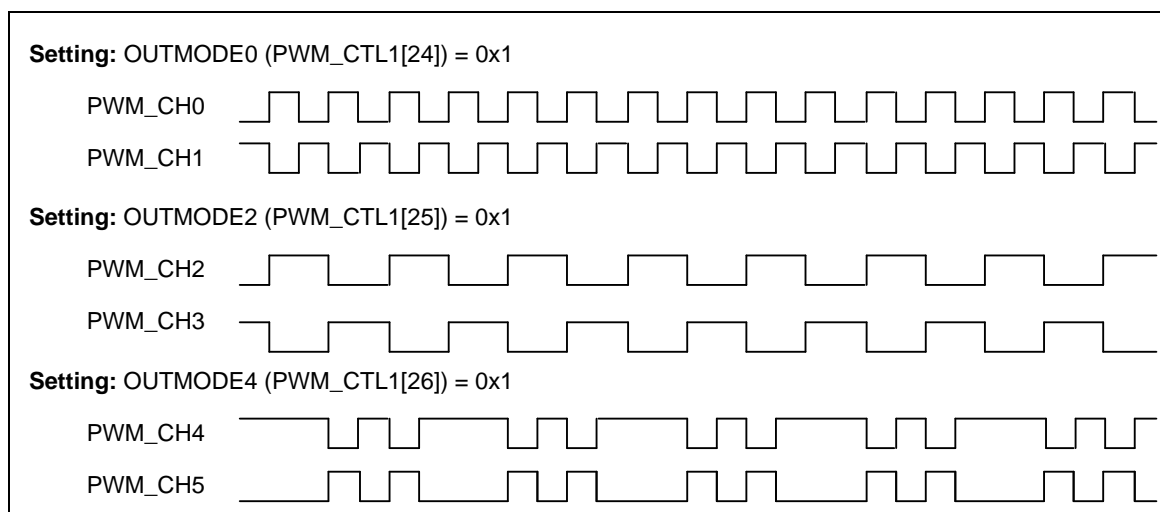 Setting: OUTMODE0 (PWM_CTL1[24]) = 0x1
PWM_CH0
PWM_CH1
Setting: OUTMODE2 (PWM_CTL1[25]) = 0x1
PWM_CH2
PWM_CH3
Setting: OUTMODE4 (PWM_CTL1[26]) = 0x1
PWM_CH4
PWM_CH5